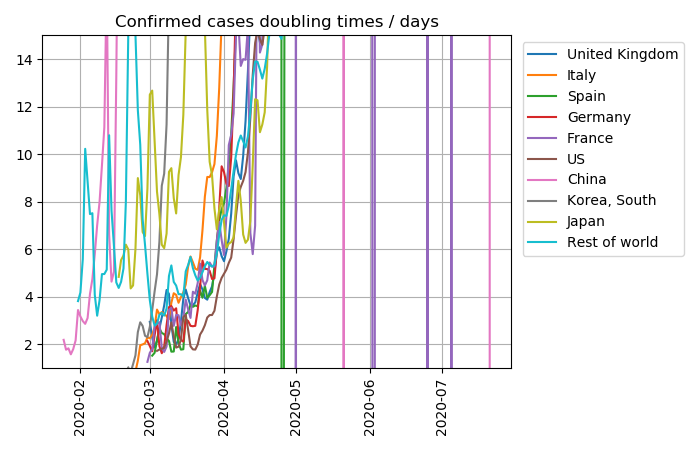 Confirmed cases doubling times / days
14
12
10
8
6
4
2
2020-02
2020-03
2020-04
2020-05
2020-06
2020-07
United Kingdom
Italy
Spain
Germany
France
US
China
Korea, South
Japan
Rest of world